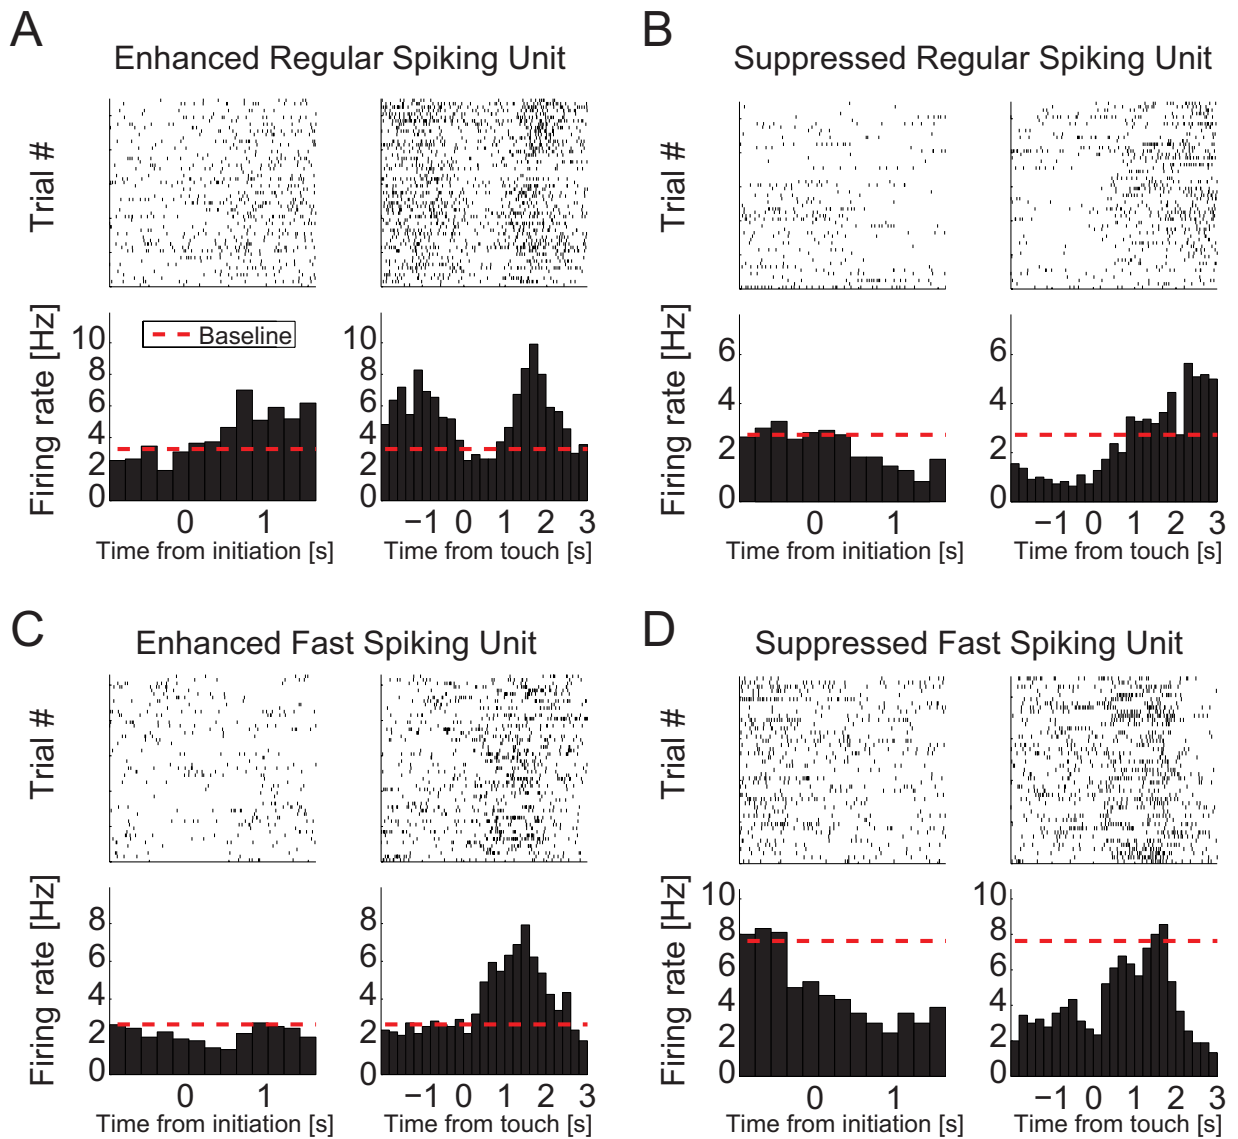 A
Enhanced Regular Spiking Unit
Trial #
Firing rate [Hz]
10
8
6
4
2
0
Baseline
0 1
Time from initiation [s]
10
8
6
4
2
0
−1 0 1 2 3
Time from touch [s]
B
Suppressed Regular Spiking Unit
Trial #
Firing rate [Hz]
6
4
2
0
0 1
Time from initiation [s]
6
4
2
0
−1 0 1 2 3
Time from touch [s]
C
Enhanced Fast Spiking Unit
Trial #
Firing rate [Hz]
8
6
4
2
0
0 1
Time from initiation [s]
8
6
4
2
0
−1 0 1 2 3
Time from touch [s]
D
Suppressed Fast Spiking Unit
Trial #
Firing rate [Hz]
10
8
6
4
2
0
0 1
Time from initiation [s]
10
8
6
4
2
0
−1 0 1 2 3
Time from touch [s]